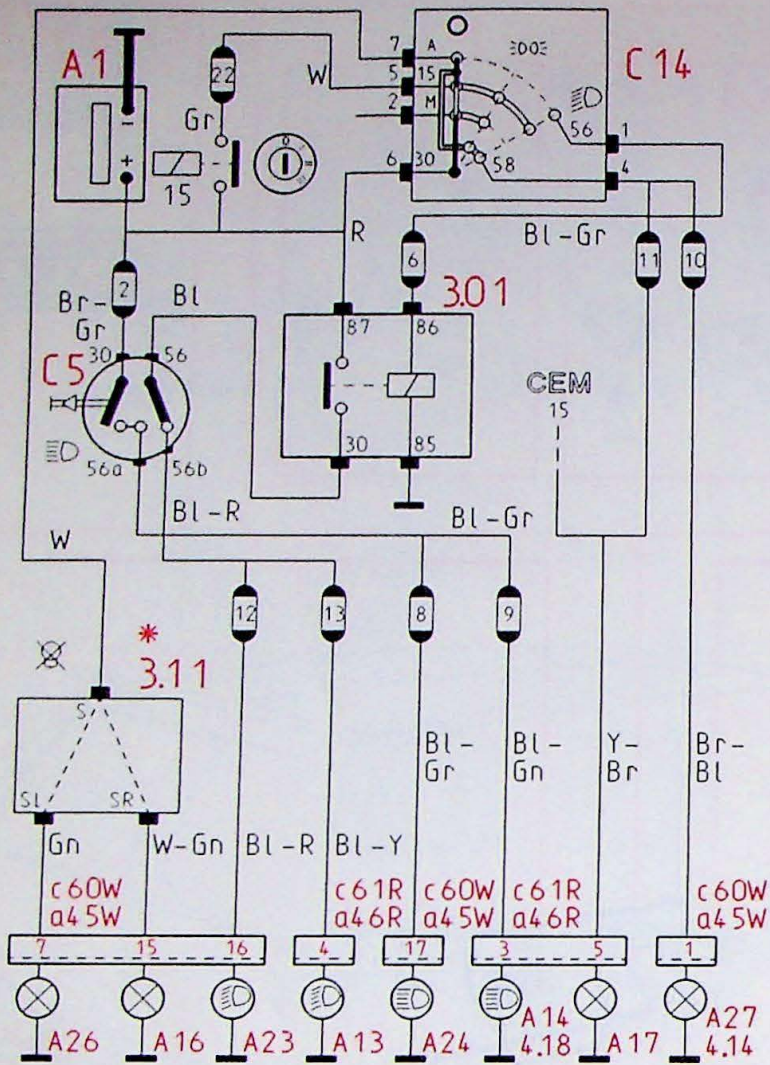 A1
22
W
7 A
5 15
2 M
6 30
56
58
1
4
C14
-
+
Gr
15
O
I
II
R
Bl-Gr
6
11
10
2
Br-
Gr
Bl
3.01
87
86
30
85
30
56
C5
56a
56b
CEM
15
Bl-R
Bl-Gr
W
12
13
8
9
*
3.11
S
SL
SR
Bl-
Gr
Bl-
Gn
Y-
Br
Br-
Bl
Gn
W-Gn
Bl-R
Bl-Y
c60W
a45W
c61R
a46R
c60W
a45W
c61R
a46R
c60W
a45W
7
15
16
4
17
3
5
1
A26
A16
A23
A13
A24
A14
4.18
A17
A27
4.14